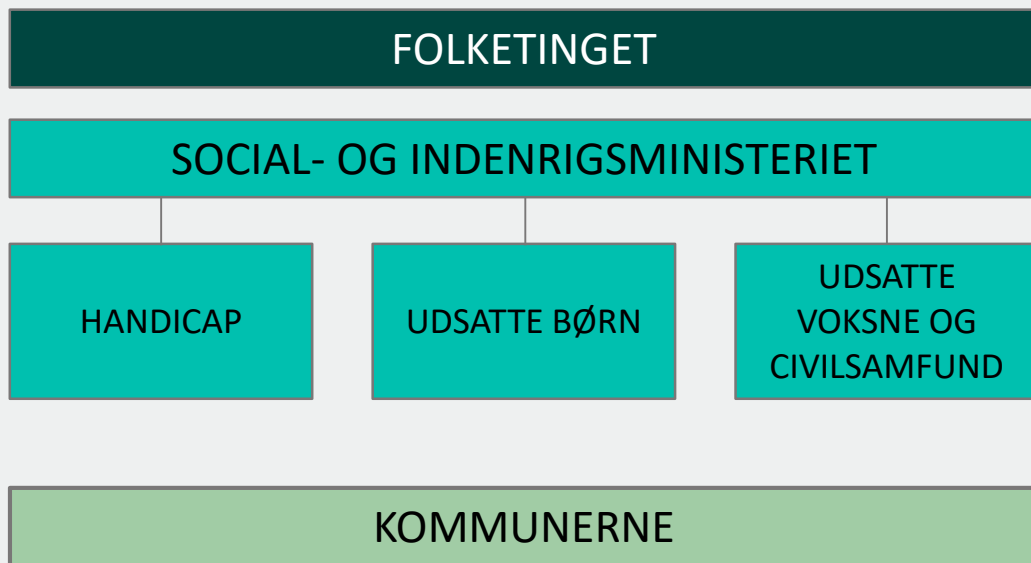 FOLKETINGET
SOCIAL- OG INDENRIGSMINISTERIET
HANDICAP
UDSATTE BØRN
UDSATTE
VOKSNE OG
CIVILSAMFUND
KOMMUNERNE